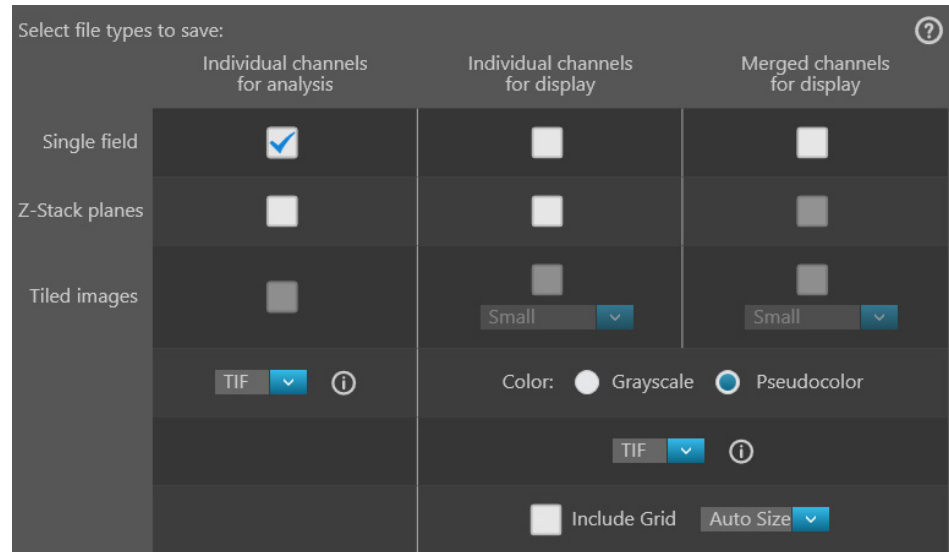 Select file types to save:
?
Individual channels
for analysis
Individual channels
for display
Merged channels
for display
Single field
Z-Stack planes
Tiled images
Small
Small
TIF
i
Color: Grayscale Pseudocolor
TIF
i
Include Grid Auto Size